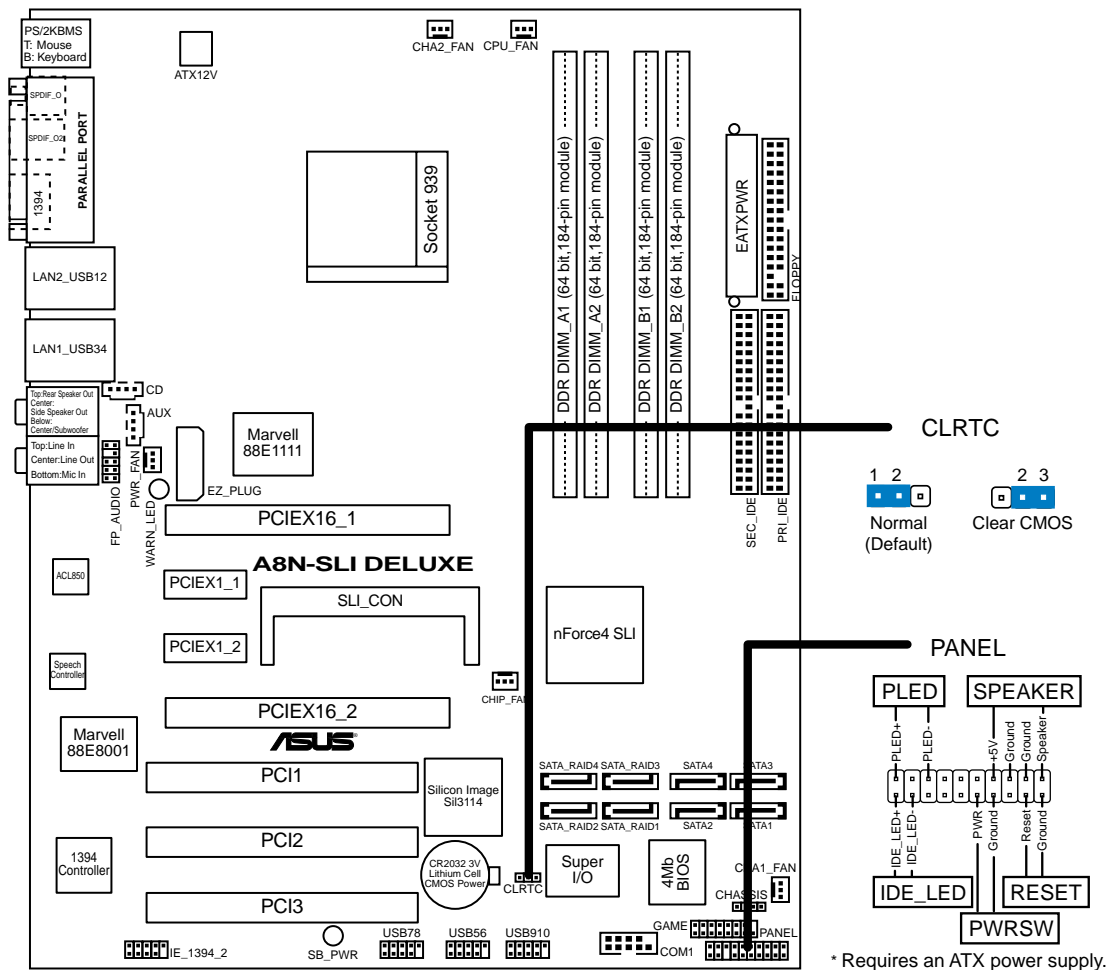 PS/2KBMS
T: Mouse
B: Keyboard
ATX12V
CHA2_FAN
CPU_FAN
SPDIF_O
SPDIF_O2
1394
PARALLEL PORT
Socket 939
DDR DIMM_A1 (64 bit,184-pin module)
DDR DIMM_A2 (64 bit,184-pin module)
DDR DIMM_B1 (64 bit,184-pin module)
DDR DIMM_B2 (64 bit,184-pin module)
EATXPWR
FLOPPY
LAN2_USB12
LAN1_USB34
Top:Rear Speaker Out
Center:
Side Speaker Out
Below:
Center/Subwoofer
Top:Line In
Center:Line Out
Bottom:Mic In
CD
AUX
FP_AUDIO
PWR_FAN
WARN_LED
EZ_PLUG
Marvell
88E1111
SEC_IDE
PRI_IDE
CLRTC
1 2
Normal
(Default)
2 3
Clear CMOS
PCIEX16_1
A8N-SLI DELUXE
ACL850
PCIEX1_1
SLI_CON
PCIEX1_2
nForce4 SLI
Speech
Controller
CHIP_FAN
PCIEX16_2
ASUS
Marvell
88E8001
PCI1
Silicon Image
Sil3114
SATA_RAID4
SATA_RAID3
SATA4
SATA3
SATA_RAID2
SATA_RAID1
SATA2
SATA1
PCI2
1394
Controller
CR2032 3V
Lithium Cell
CMOS Power
CLRTC
Super
I/O
4Mb
BIOS
CHA1_FAN
CHASSIS
PCI3
GAME
PANEL
COM1
IE_1394_2
SB_PWR
USB78
USB56
USB910
PANEL
PLED
SPEAKER
PLED+
PLED-
+5V
Ground
Ground
Speaker
IDE_LED+
IDE_LED-
PWR
Ground
Reset
Ground
IDE_LED
RESET
PWRSW
* Requires an ATX power supply.